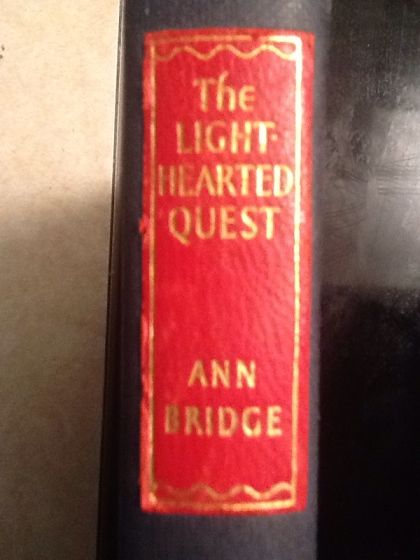 The
LIGHT-
HEARTED
QUEST
ANN
BRIDGE